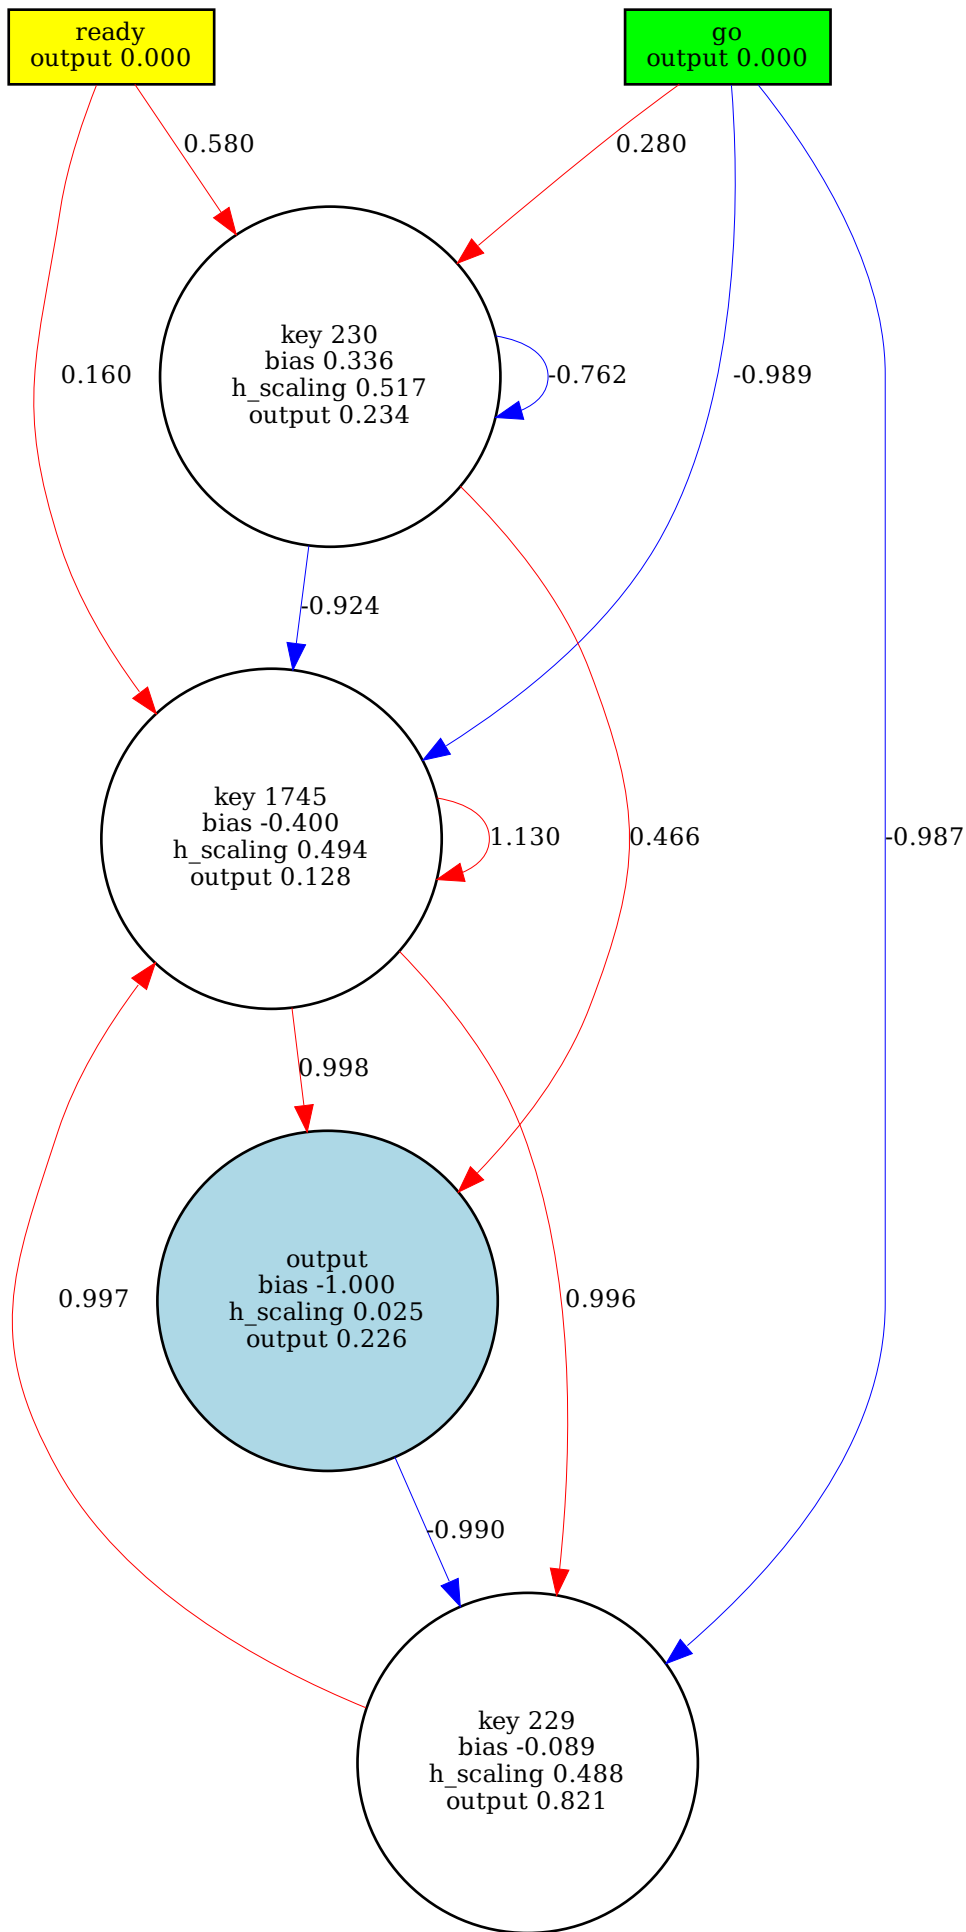 ready
output 0.000
go
output 0.000
0.580
0.280
key 230
bias 0.336
h_scaling 0.517
output 0.234
0.160
-0.762
-0.989
-0.924
key 1745
bias -0.400
h_scaling 0.494
output 0.128
1.130
0.466
-0.987
0.998
output
bias -1.000
h_scaling 0.025
output 0.226
0.997
0.996
-0.990
key 229
bias -0.089
h_scaling 0.488
output 0.821